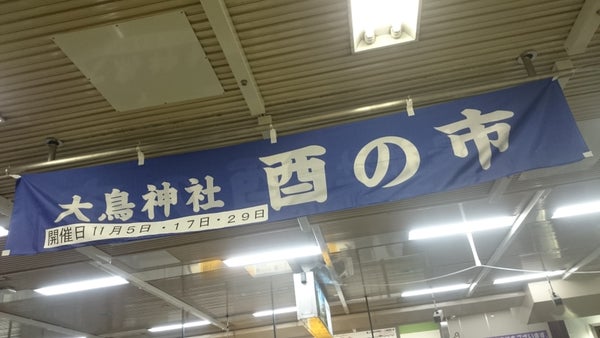 大鳥神社 酉の市
開催日 11月5日・17日・29日